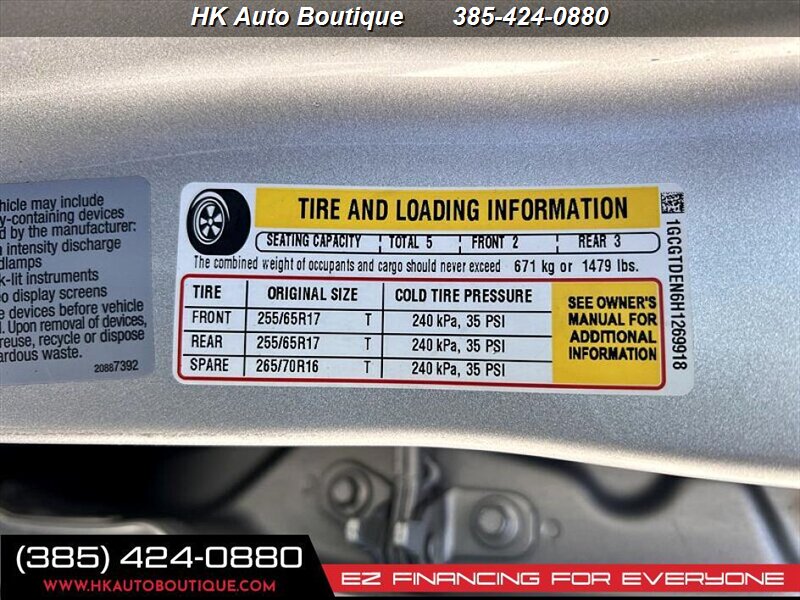 HK Auto Boutique 385-424-0880
hicle may include
y-containing devices
d by the manufacturer:
intensity discharge
dlamps
k-lit instruments
o display screens
e devices before vehicle
l. Upon removal of devices,
reuse, recycle or dispose
ardous waste.
20887392
TIRE AND LOADING INFORMATION
SEATING CAPACITY TOTAL 5 FRONT 2 REAR 3
The combined weight of occupants and cargo should never exceed 671 kg or 1479 lbs.
TIRE ORIGINAL SIZE COLD TIRE PRESSURE
FRONT 255/65R17 T 240 kPa, 35 PSI
REAR 255/65R17 T 240 kPa, 35 PSI
SPARE 265/70R16 T 240 kPa, 35 PSI
SEE OWNER'S
MANUAL FOR
ADDITIONAL
INFORMATION
1GCGTDEN6H1269918
(385) 424-0880
WWW.HKAUTOBOUTIQUE.COM
EZ FINANCING FOR EVERYONE